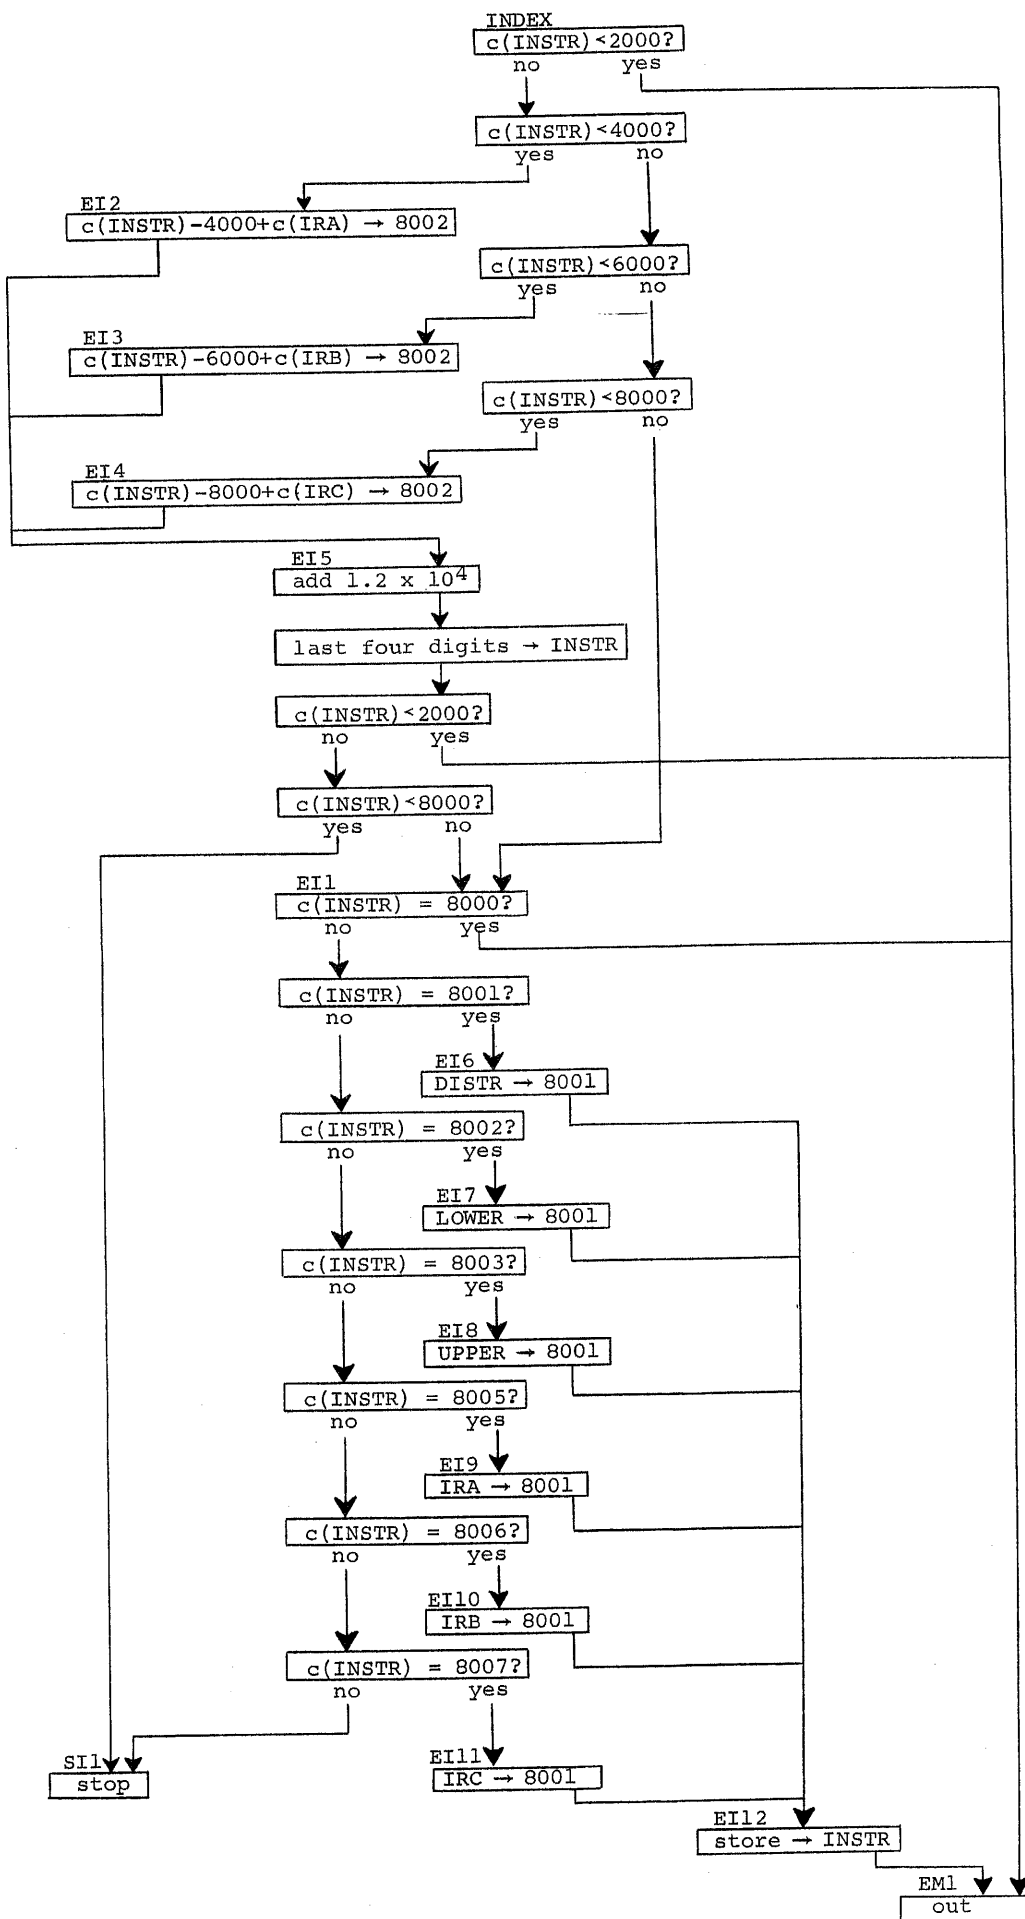 INDEX
c(INSTR)<2000?
no yes
c(INSTR)<4000?
yes no
EI2
c(INSTR)-4000+c(IRA) → 8002
c(INSTR)<6000?
yes no
EI3
c(INSTR)-6000+c(IRB) → 8002
c(INSTR)<8000?
yes no
EI4
c(INSTR)-8000+c(IRC) → 8002
EI5
add 1.2 x 10⁴
last four digits → INSTR
c(INSTR)<2000?
no yes
c(INSTR)<8000?
yes no
EI1
c(INSTR) = 8000?
no yes
c(INSTR) = 8001?
no yes
EI6
DISTR → 8001
c(INSTR) = 8002?
no yes
EI7
LOWER → 8001
c(INSTR) = 8003?
no yes
EI8
UPPER → 8001
c(INSTR) = 8005?
no yes
EI9
IRA → 8001
c(INSTR) = 8006?
no yes
EI10
IRB → 8001
c(INSTR) = 8007?
no yes
SI1
stop
EI11
IRC → 8001
EI12
store → INSTR
EM1
out